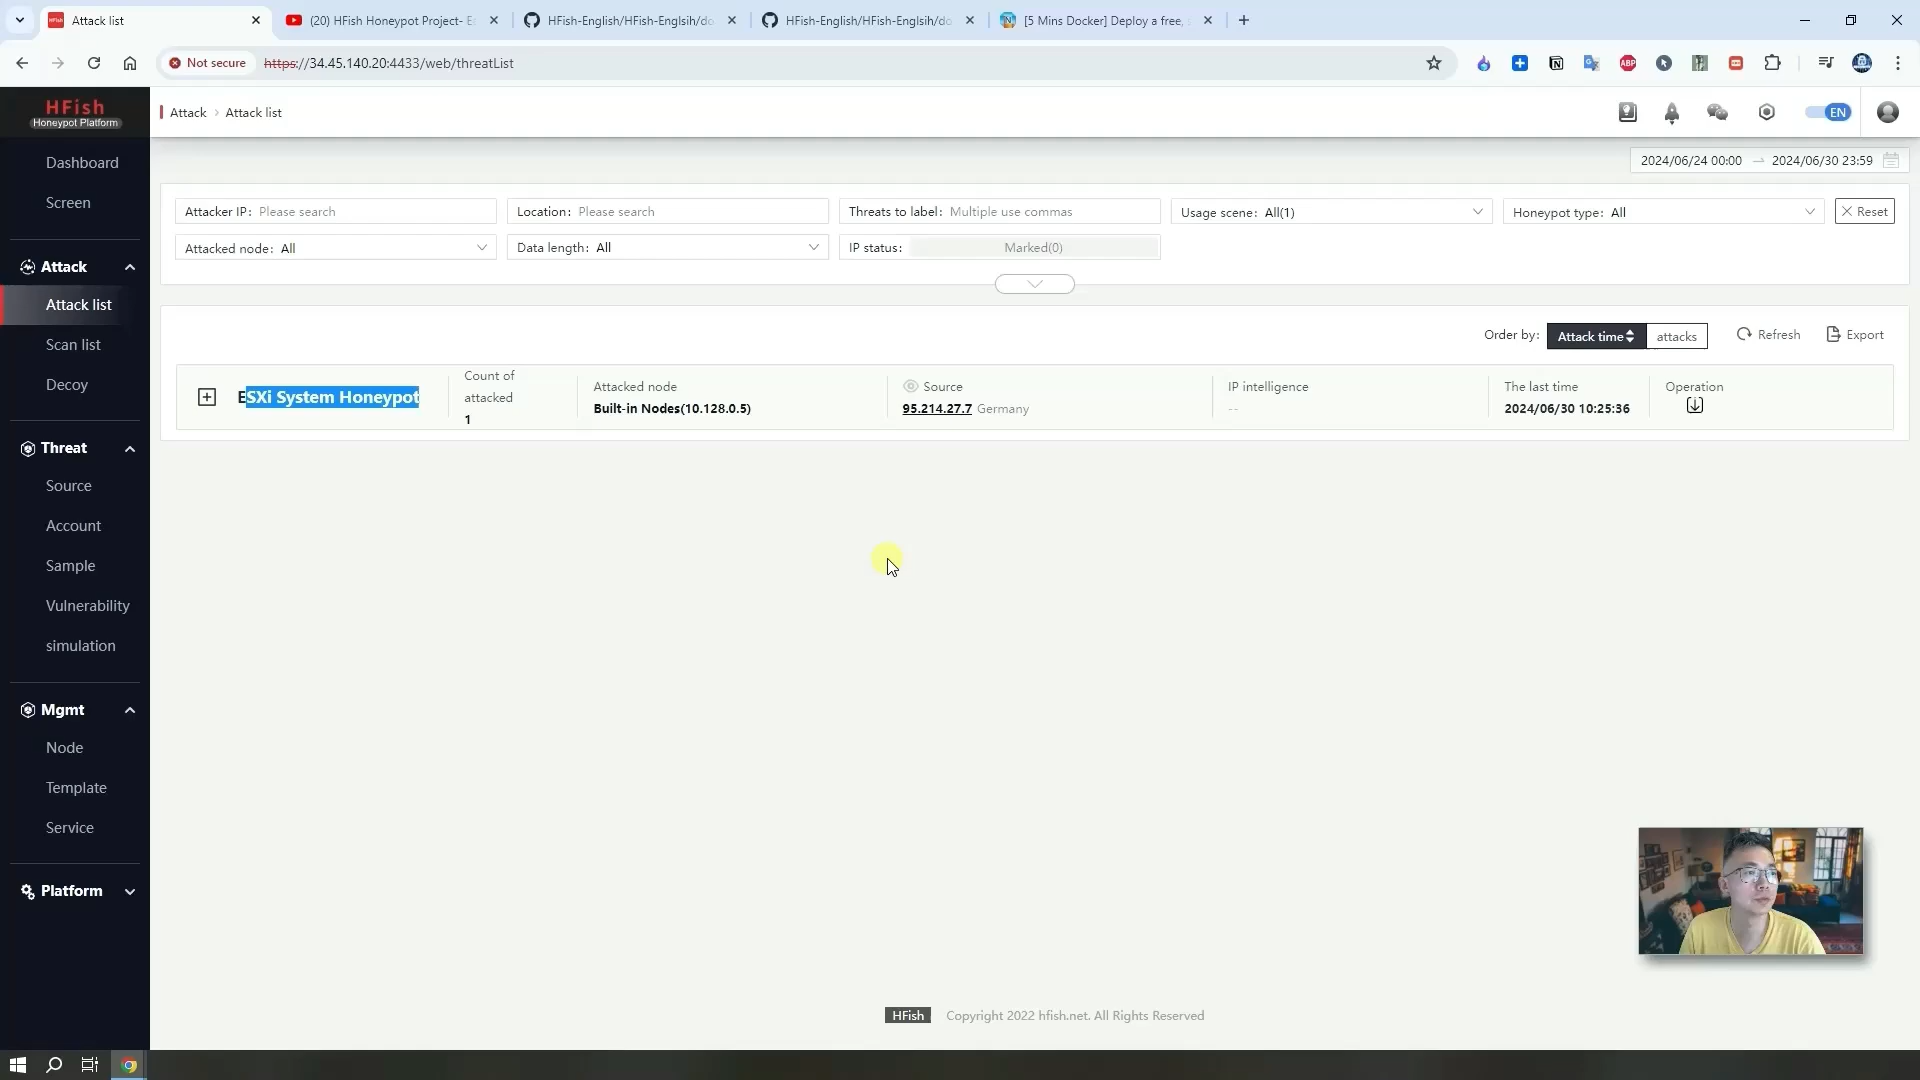 Attack list
(20) HFish Honeypot Project- E
HFish-English/HFish-Englsih/do
HFish-English/HFish-Englsih/do
[5 Mins Docker] Deploy a free,
Not secure
https://34.45.140.20:4433/web/threatList
ABP
HFish
Honeypot Platform
Attack > Attack list
EN
Dashboard
Screen
Attack
Attack list
Scan list
Decoy
Threat
Source
Account
Sample
Vulnerability
simulation
Mgmt
Node
Template
Service
Platform
2024/06/24 00:00 → 2024/06/30 23:59
Attacker IP: Please search
Location: Please search
Threats to label: Multiple use commas
Usage scene: All(1)
Honeypot type: All
Reset
Attacked node: All
Data length: All
IP status: Marked(0)
Order by: Attack time attacks
Refresh
Export
ESXi System Honeypot
Count of
attacked
1
Attacked node
Built-in Nodes(10.128.0.5)
Source
95.214.27.7 Germany
IP intelligence
--
The last time
2024/06/30 10:25:36
Operation
HFish Copyright 2022 hfish.net. All Rights Reserved